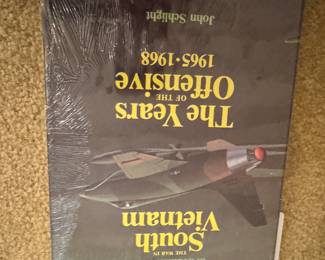 THE WAR IN
South
Vietnam
The Years
OF THE
Offensive
1965·1968
John Schlight